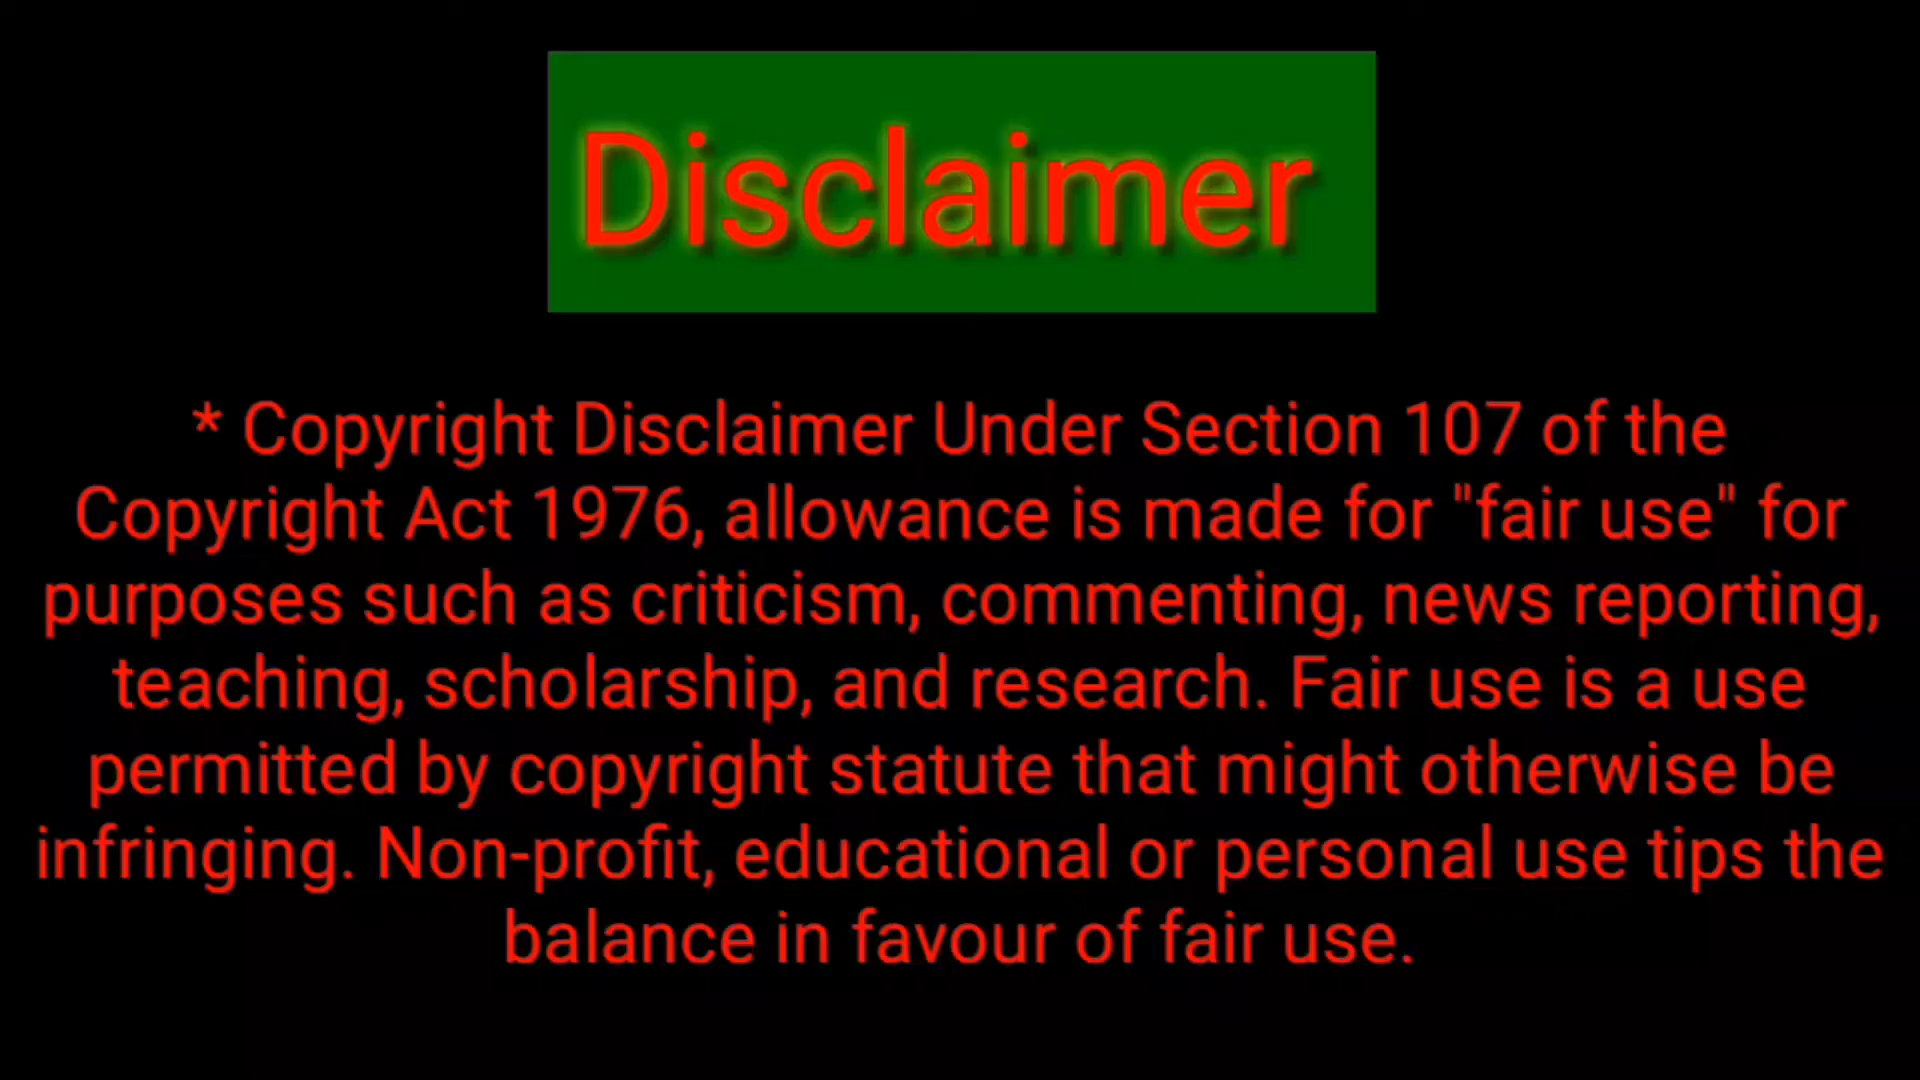 Disclaimer
* Copyright Disclaimer Under Section 107 of the
Copyright Act 1976, allowance is made for "fair use" for
purposes such as criticism, commenting, news reporting,
teaching, scholarship, and research. Fair use is a use
permitted by copyright statute that might otherwise be
infringing. Non-profit, educational or personal use tips the
balance in favour of fair use.